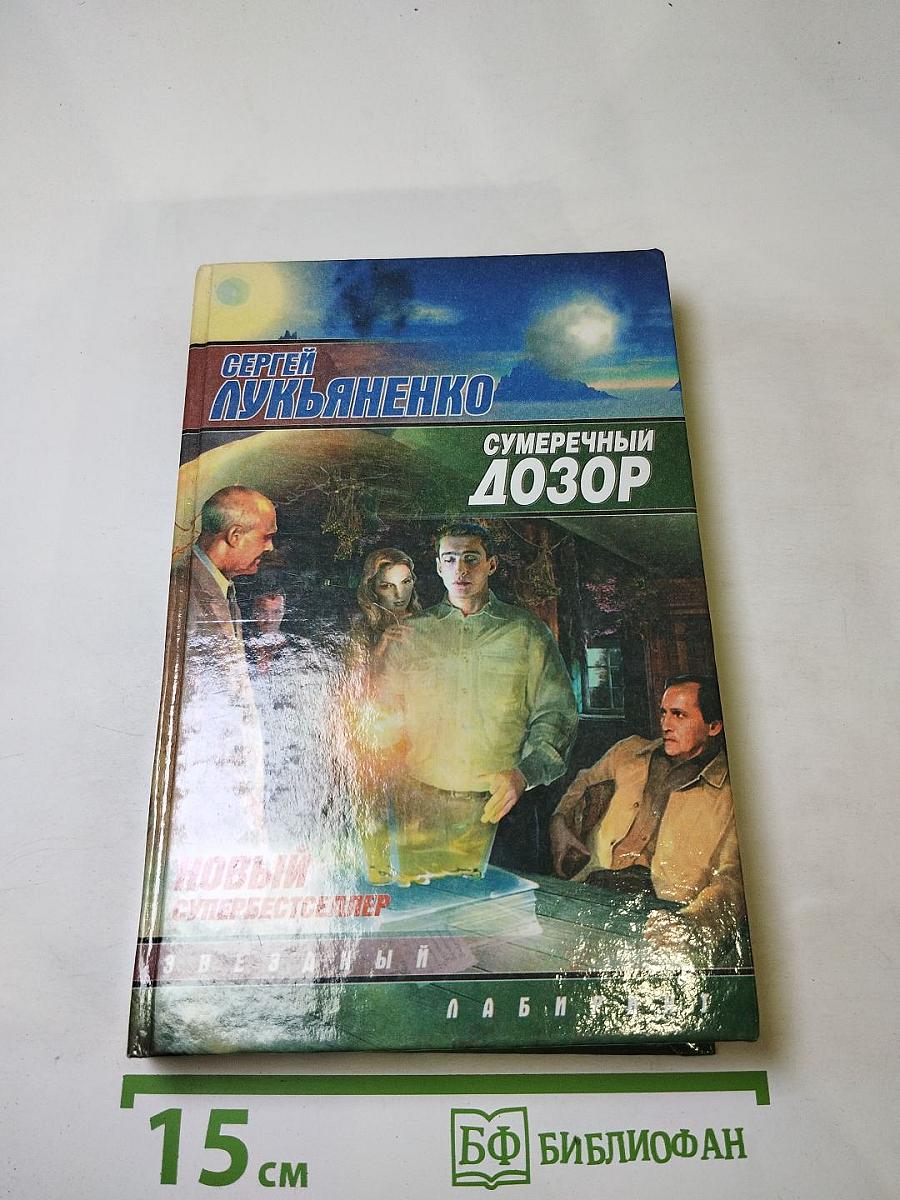 СЕРГЕЙ
ЛУКЬЯНЕНКО
СУМЕРЕЧНЫЙ
ДОЗОР
НОВЫЙ
СУПЕРБЕСТСЕЛЛЕР
ЗВЕЗДНЫЙ
ЛАБИРИНТ
15 см
БФ БИБЛИОФАН